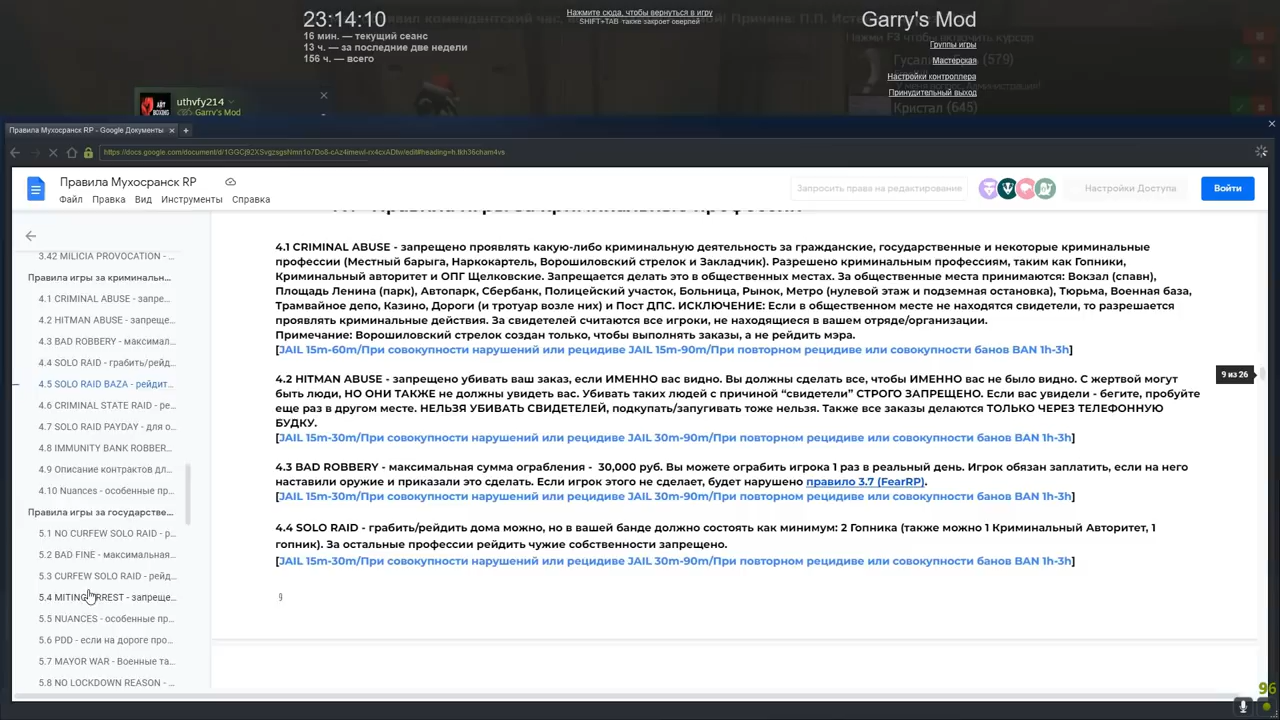 23:14:10
16 мин. — текущий сеанс
13 ч. — за последние две недели
156 ч. — всего
Нажмите сюда, чтобы вернуться в игру
SHIFT+TAB также закроет оверлей
Garry's Mod
Группы игры
Мастерская
Настройки контроллера
Принудительный выход
(579)
Кристал (645)
uthvfy214
Garry's Mod
Правила Мухосранск RP - Google Документы
Правила Мухосранск RP
Файл Правка Вид Инструменты Справка
Запросить права на редактирование
Настройки Доступа
Войти
3.42 MILICIA PROVOCATION - ...
Правила игры за криминальн...
4.1 CRIMINAL ABUSE - запре...
4.2 HITMAN ABUSE - запреще...
4.3 BAD ROBBERY - максимал...
4.4 SOLO RAID - грабить/рейд...
4.5 SOLO RAID BAZA - рейдит...
4.6 CRIMINAL STATE RAID - ре...
4.7 SOLO RAID PAYDAY - для о...
4.8 IMMUNITY BANK ROBBER...
4.9 Описание контрактов дл...
4.10 Nuances - особенные пр...
Правила игры за государстве...
5.1 NO CURFEW SOLO RAID - р...
5.2 BAD FINE - максимальная...
5.3 CURFEW SOLO RAID - рейд...
5.4 MITING ARREST - запреще...
5.5 NUANCES - особенные пр...
5.6 PDD - если на дороге про...
5.7 MAYOR WAR - Военные та...
5.8 NO LOCKDOWN REASON - ...
4.1 CRIMINAL ABUSE - запрещено проявлять какую-либо криминальную деятельность за гражданские, государственные и некоторые криминальные
профессии (Местный барыга, Наркокартель, Ворошиловский стрелок и Закладчик). Разрешено криминальным профессиям, таким как Гопники,
Криминальный авторитет и ОПГ Щелковские. Запрещается делать это в общественных местах. За общественные места принимаются: Вокзал (спавн),
Площадь Ленина (парк), Автопарк, Сбербанк, Полицейский участок, Больница, Рынок, Метро (нулевой этаж и подземная остановка), Тюрьма, Военная база,
Трамвайное депо, Казино, Дороги (и тротуар возле них) и Пост ДПС. ИСКЛЮЧЕНИЕ: Если в общественном месте не находятся свидетели, то разрешается
проявлять криминальные действия. За свидетелей считаются все игроки, не находящиеся в вашем отряде/организации.
Примечание: Ворошиловский стрелок создан только, чтобы выполнять заказы, а не рейдить мэра.
[JAIL 15m-60m/При совокупности нарушений или рецидиве JAIL 15m-90m/При повторном рецидиве или совокупности банов BAN 1h-3h]
4.2 HITMAN ABUSE - запрещено убивать ваш заказ, если ИМЕННО вас видно. Вы должны сделать все, чтобы ИМЕННО вас не было видно. С жертвой могут
быть люди, НО ОНИ ТАКЖЕ не должны увидеть вас. Убивать таких людей с причиной “свидетели” СТРОГО ЗАПРЕЩЕНО. Если вас увидели - бегите, пробуйте
еще раз в другом месте. НЕЛЬЗЯ УБИВАТЬ СВИДЕТЕЛЕЙ, подкупать/запугивать тоже нельзя. Также все заказы делаются ТОЛЬКО ЧЕРЕЗ ТЕЛЕФОННУЮ
БУДКУ.
[JAIL 15m-30m/При совокупности нарушений или рецидиве JAIL 30m-90m/При повторном рецидиве или совокупности банов BAN 1h-3h]
4.3 BAD ROBBERY - максимальная сумма ограбления - 30,000 руб. Вы можете ограбить игрока 1 раз в реальный день. Игрок обязан заплатить, если на него
наставили оружие и приказали это сделать. Если игрок этого не сделает, будет нарушено правило 3.7 (FearRP).
[JAIL 15m-30m/При совокупности нарушений или рецидиве JAIL 30m-90m/При повторном рецидиве или совокупности банов BAN 1h-3h]
4.4 SOLO RAID - грабить/рейдить дома можно, но в вашей банде должно состоять как минимум: 2 Гопника (также можно 1 Криминальный Авторитет, 1
гопник). За остальные профессии рейдить чужие собственности запрещено.
[JAIL 15m-30m/При совокупности нарушений или рецидиве JAIL 30m-90m/При повторном рецидиве или совокупности банов BAN 1h-3h]
9
9 из 26
96